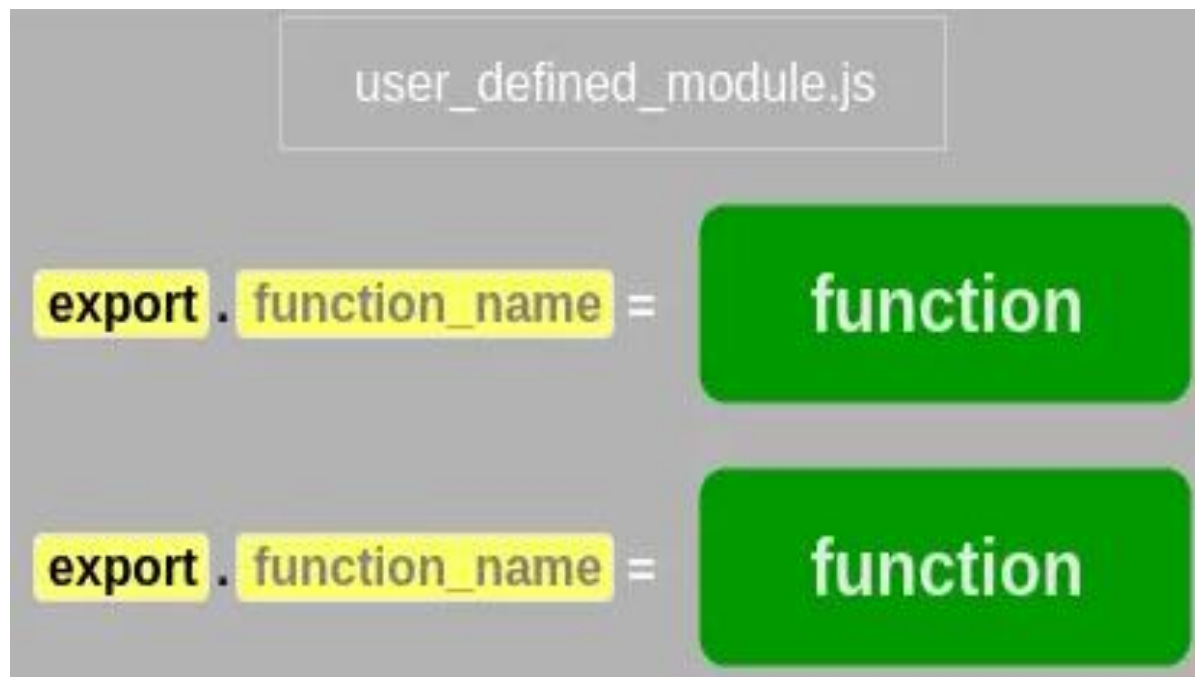 user_defined_module.js
export . function_name = function
export . function_name = function